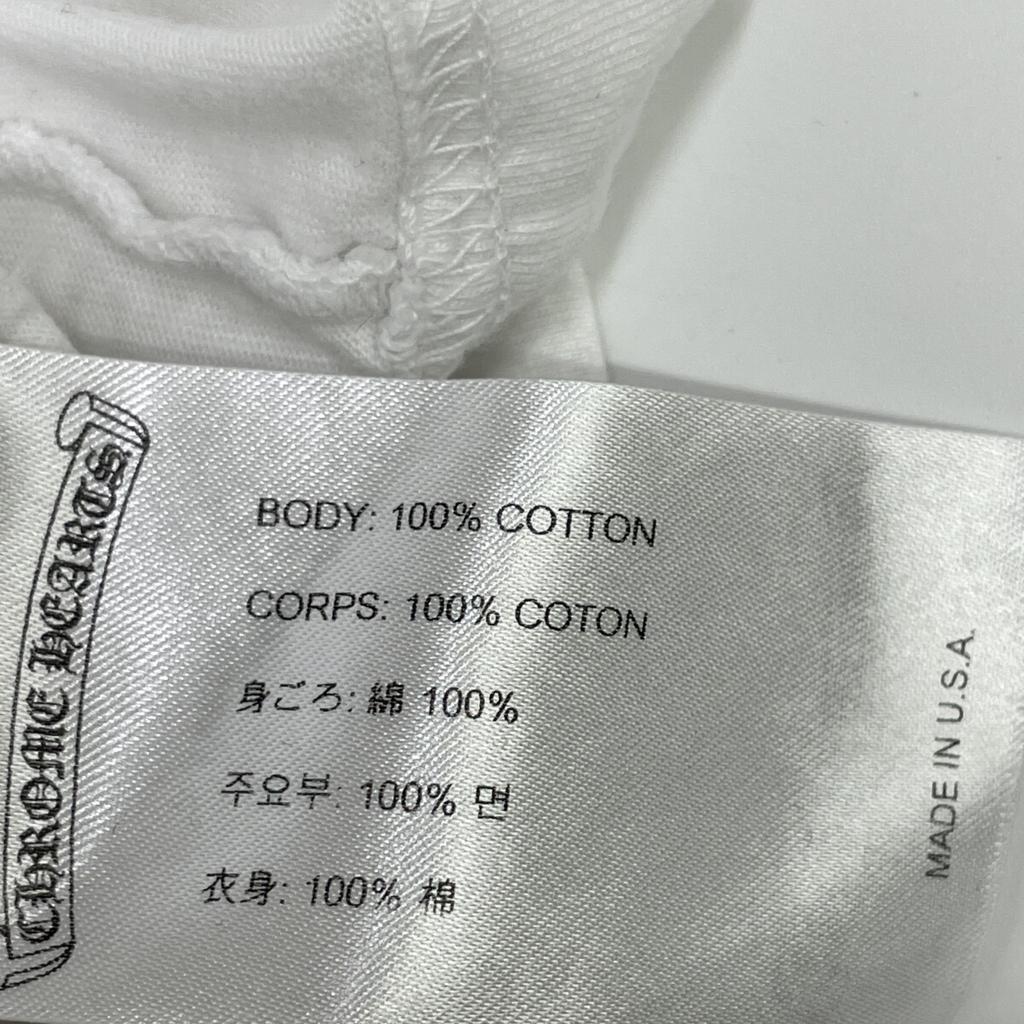 CHROME HEARTS
BODY: 100% COTTON
CORPS: 100% COTON
身ごろ: 綿 100%
주요부: 100% 면
衣身: 100% 棉
MADE IN U.S.A.